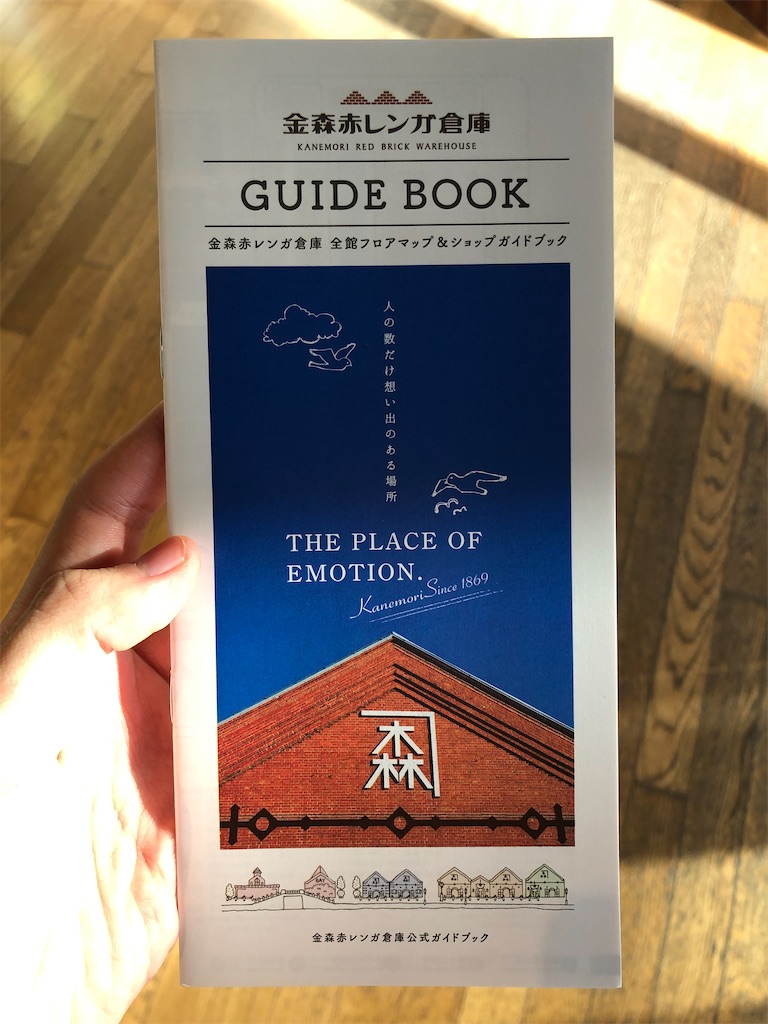 金森赤レンガ倉庫
KANEMORI RED BRICK WAREHOUSE
GUIDE BOOK
金森赤レンガ倉庫 全館フロアマップ&ショップガイドブック
人の数だけ想い出のある場所
THE PLACE OF
EMOTION.
Kanemori Since 1869
森
BAY
金森赤レンガ倉庫公式ガイドブック